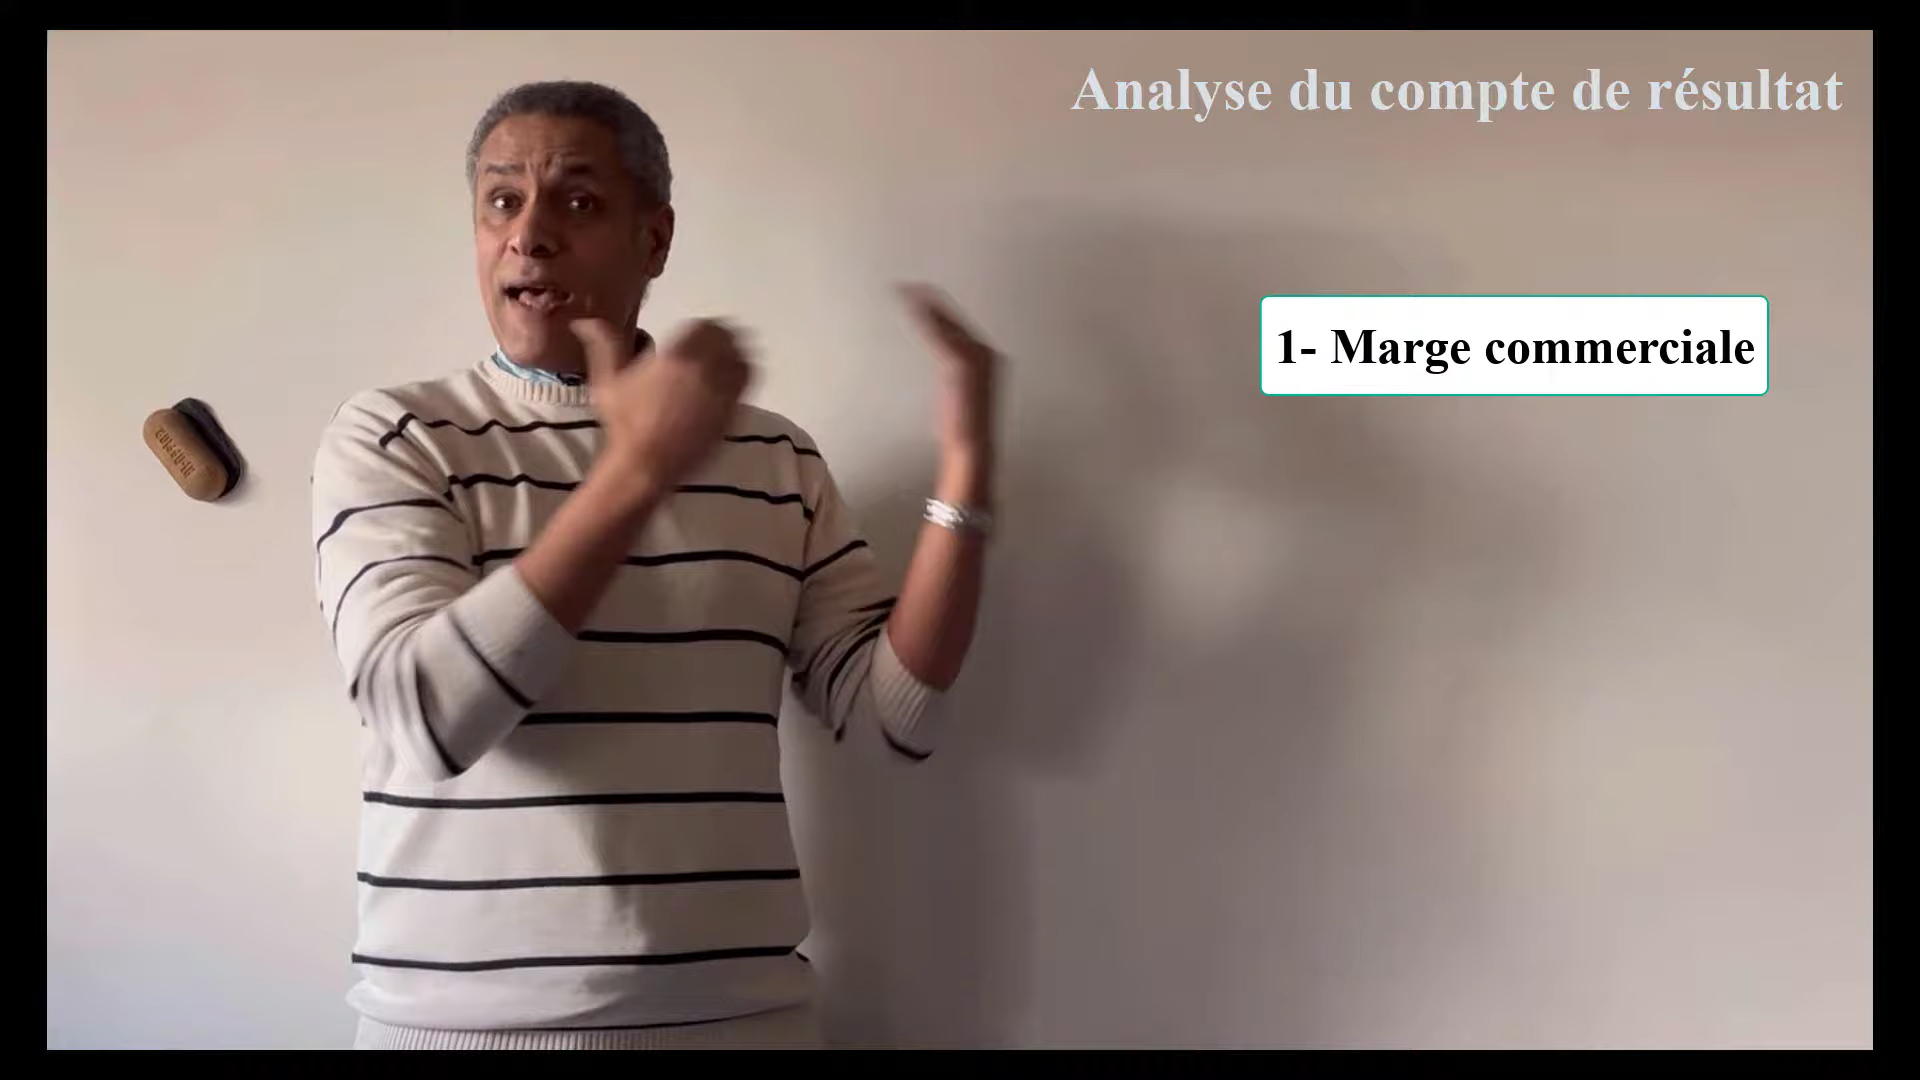 Analyse du compte de résultat
1- Marge commerciale